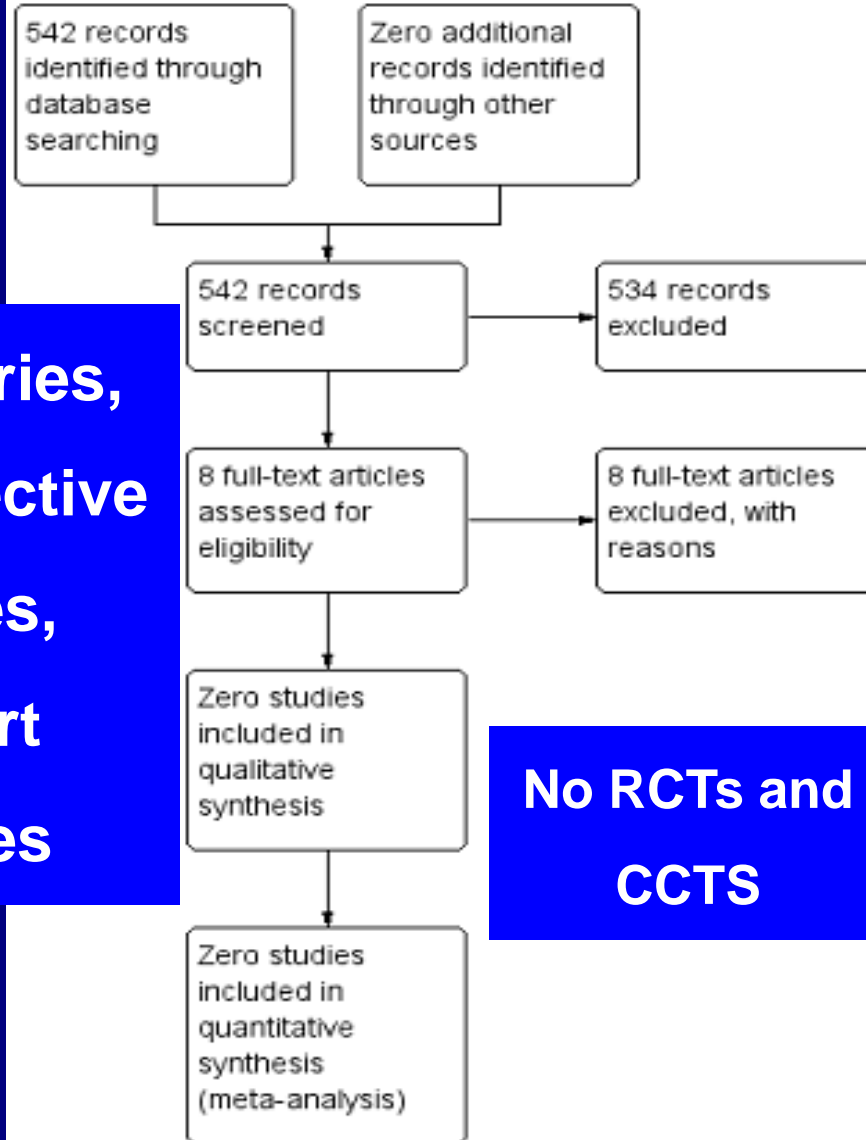 542 records
identified through
database
searching
Zero additional
records identified
through other
sources
542 records
screened
534 records
excluded
ries,
ective
es,
rt
es
8 full-text articles
assessed for
eligibility
8 full-text articles
excluded, with
reasons
Zero studies
included in
qualitative
synthesis
No RCTs and
CCTS
Zero studies
included in
quantitative
synthesis
(meta-analysis)